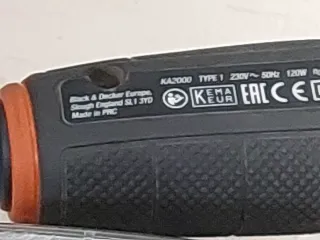 KA2000 TYPE 1 230V~ 50Hz 120W
Black & Decker Europe,
Slough England SL1 3YD
Made in PRC
KEMA
KEUR
EAC CE